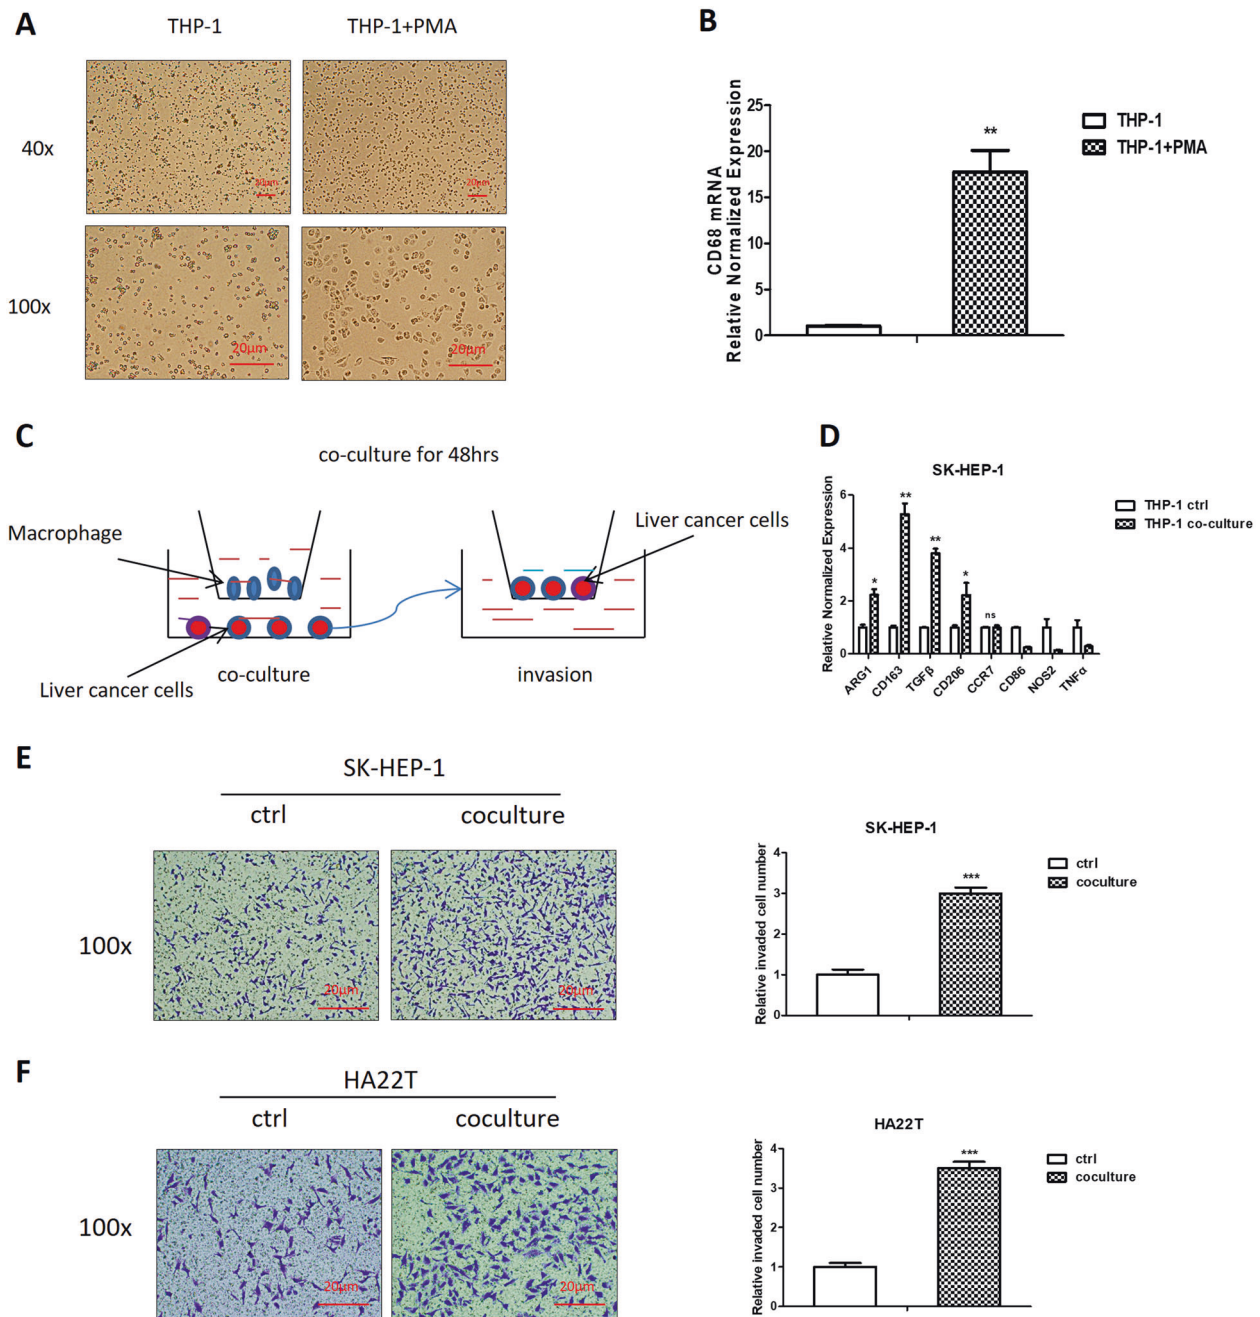 A
THP-1
THP-1+PMA
40x
20μm
20μm
100x
20μm
20μm
B
CD68 mRNA
Relative Normalized Expression
25
20
15
10
5
0
**
THP-1
THP-1+PMA
C
co-culture for 48hrs
Macrophage
Liver cancer cells
Liver cancer cells
co-culture
invasion
D
SK-HEP-1
Relative Normalized Expression
6
4
2
0
*
**
**
*
ns
ARG1
CD163
TGFβ
CD206
CCR7
CD86
NOS2
TNFα
THP-1 ctrl
THP-1 co-culture
E
SK-HEP-1
ctrl
coculture
100x
20μm
20μm
SK-HEP-1
Relative invaded cell number
4
3
2
1
0
***
ctrl
coculture
F
HA22T
ctrl
coculture
100x
20μm
20μm
HA22T
Relative invaded cell number
4
3
2
1
0
***
ctrl
coculture